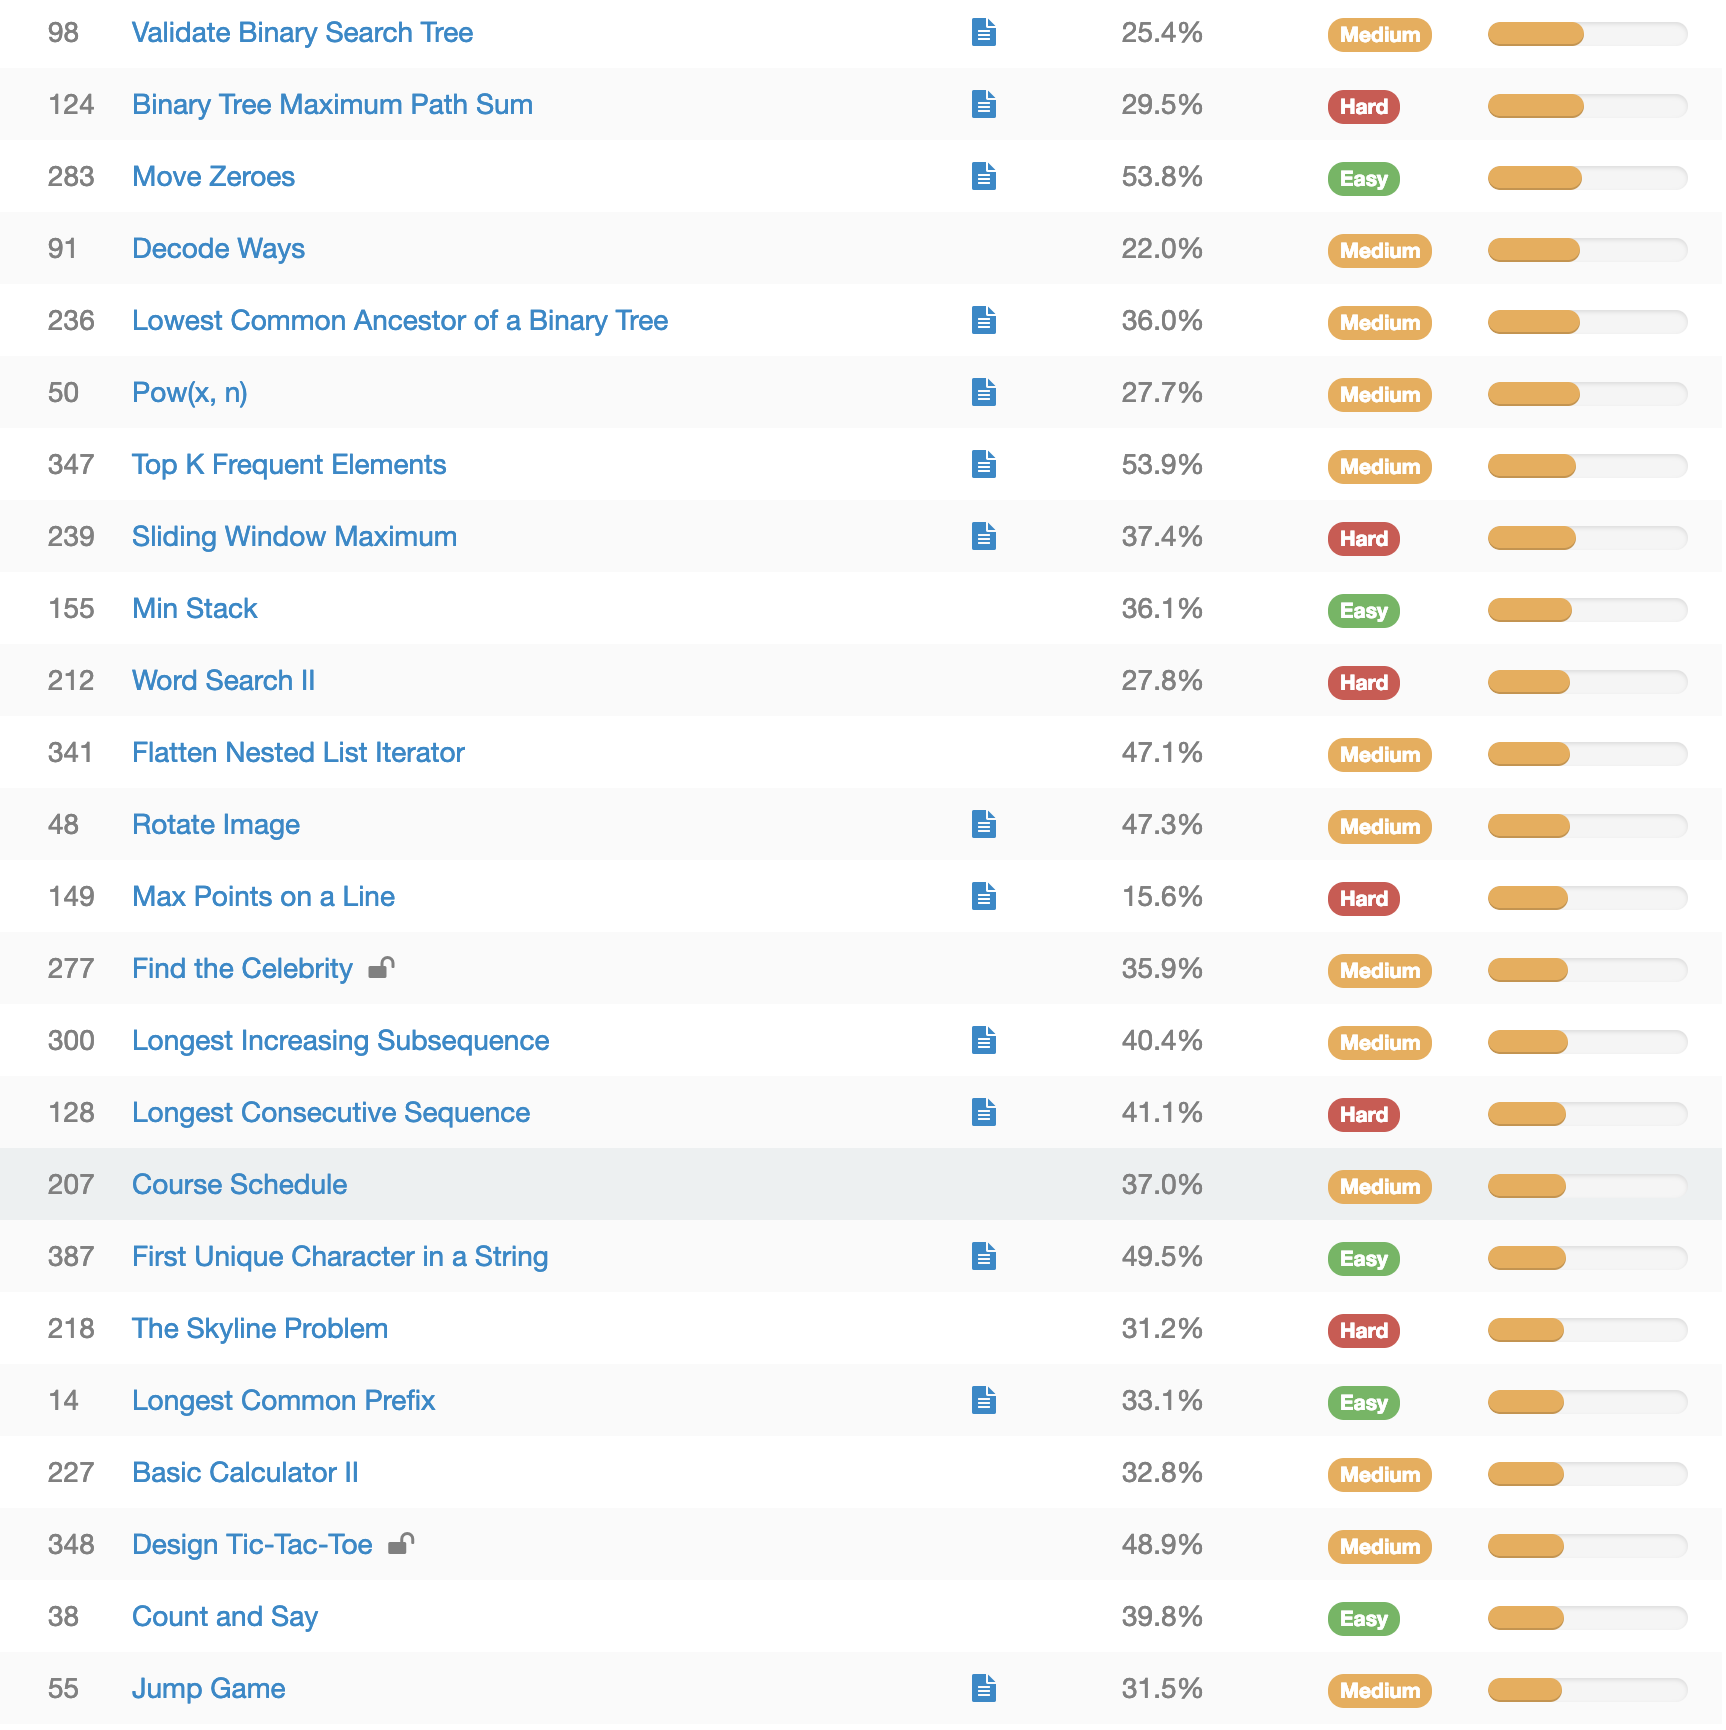 98 Validate Binary Search Tree 25.4% Medium
124 Binary Tree Maximum Path Sum 29.5% Hard
283 Move Zeroes 53.8% Easy
91 Decode Ways 22.0% Medium
236 Lowest Common Ancestor of a Binary Tree 36.0% Medium
50 Pow(x, n) 27.7% Medium
347 Top K Frequent Elements 53.9% Medium
239 Sliding Window Maximum 37.4% Hard
155 Min Stack 36.1% Easy
212 Word Search II 27.8% Hard
341 Flatten Nested List Iterator 47.1% Medium
48 Rotate Image 47.3% Medium
149 Max Points on a Line 15.6% Hard
277 Find the Celebrity 35.9% Medium
300 Longest Increasing Subsequence 40.4% Medium
128 Longest Consecutive Sequence 41.1% Hard
207 Course Schedule 37.0% Medium
387 First Unique Character in a String 49.5% Easy
218 The Skyline Problem 31.2% Hard
14 Longest Common Prefix 33.1% Easy
227 Basic Calculator II 32.8% Medium
348 Design Tic-Tac-Toe 48.9% Medium
38 Count and Say 39.8% Easy
55 Jump Game 31.5% Medium